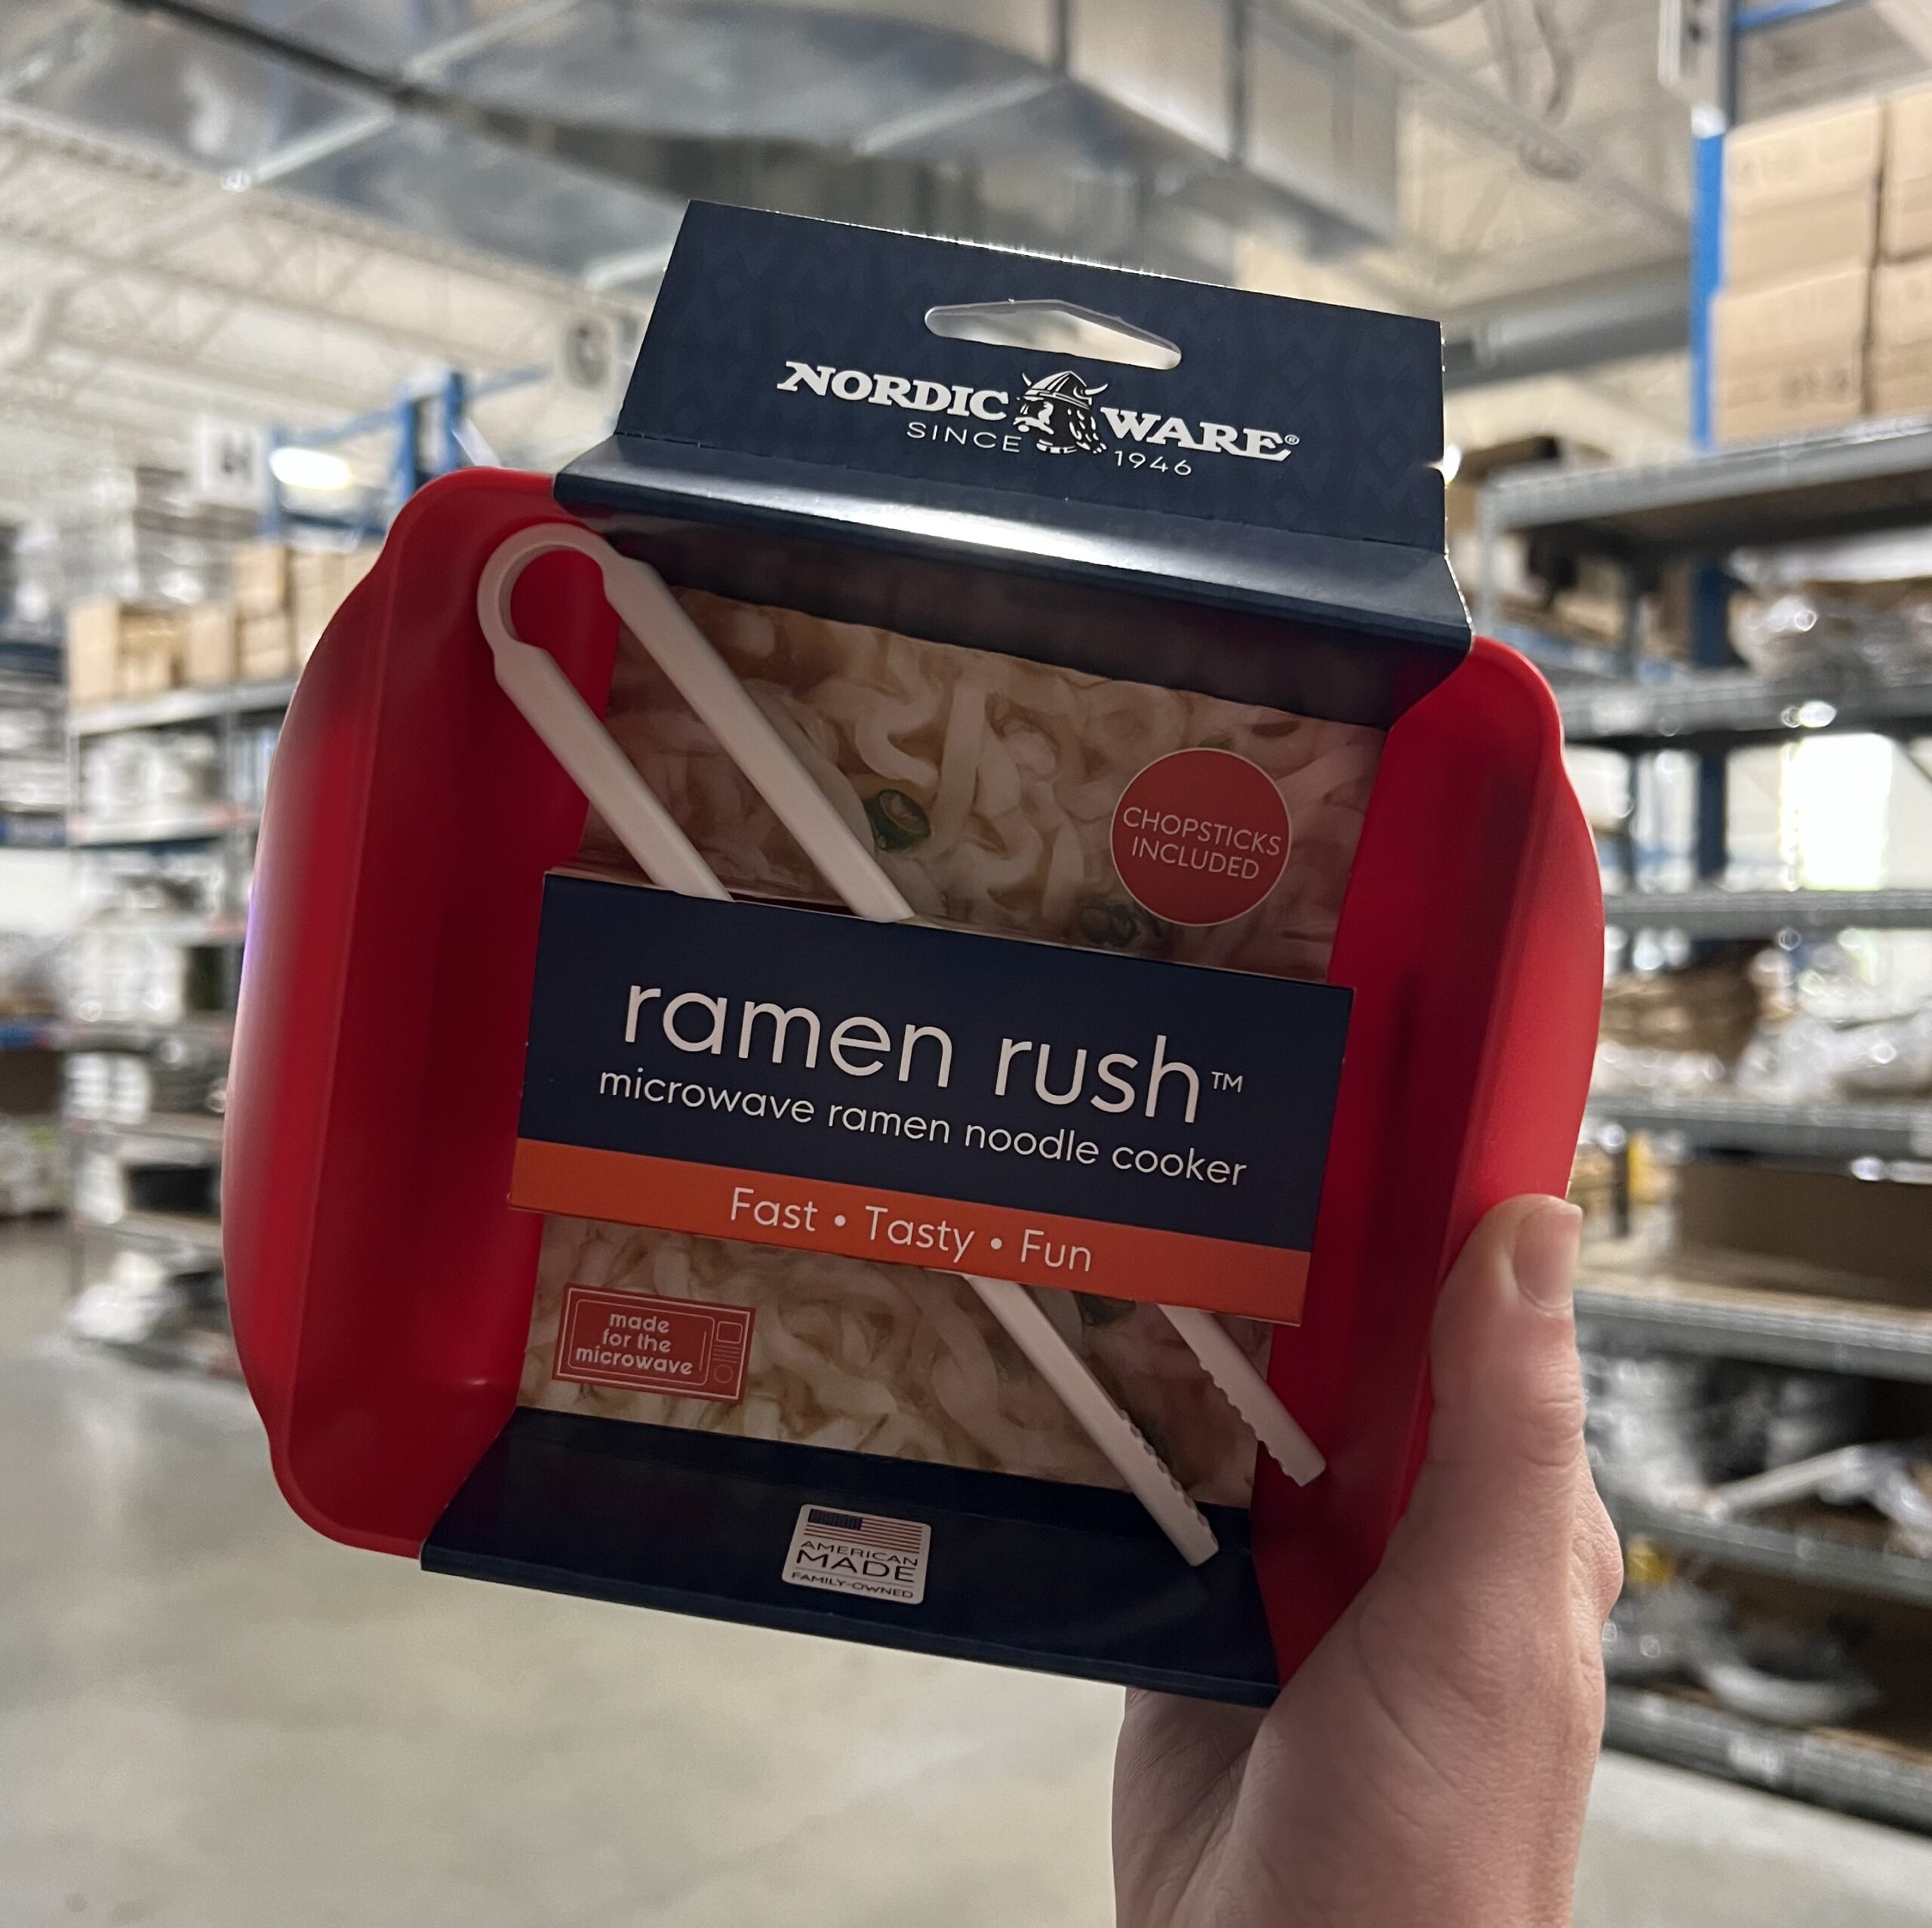 NORDIC WARE®
SINCE 1946
CHOPSTICKS
INCLUDED
ramen rush™
microwave ramen noodle cooker
Fast • Tasty • Fun
made
for the
microwave
AMERICAN
MADE
FAMILY-OWNED
H
G